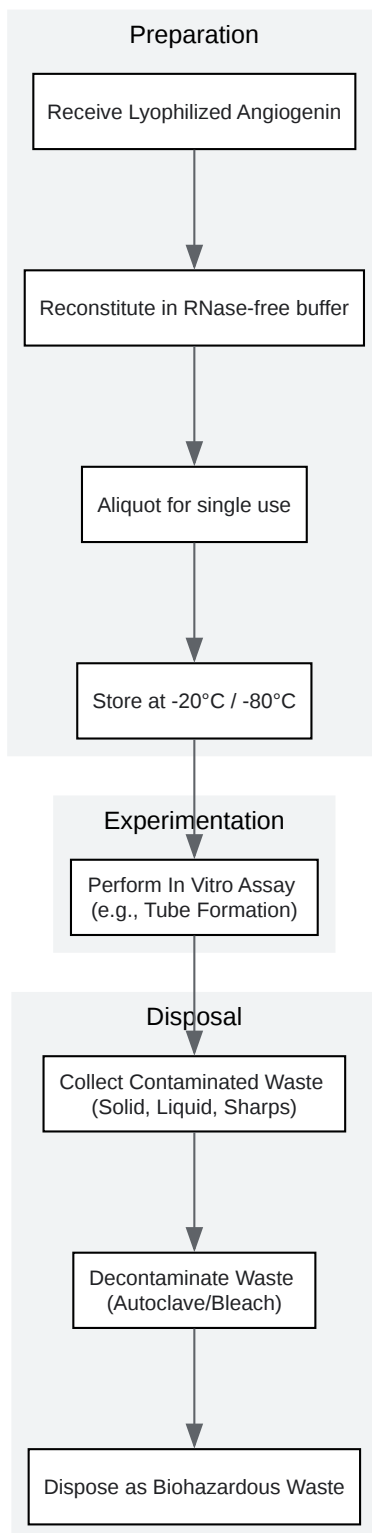 Preparation
Receive Lyophilized Angiogenin
Reconstitute in RNase-free buffer
Aliquot for single use
Store at -20°C / -80°C
Experimentation
Perform In Vitro Assay
(e.g., Tube Formation)
Disposal
Collect Contaminated Waste
(Solid, Liquid, Sharps)
Decontaminate Waste
(Autoclave/Bleach)
Dispose as Biohazardous Waste